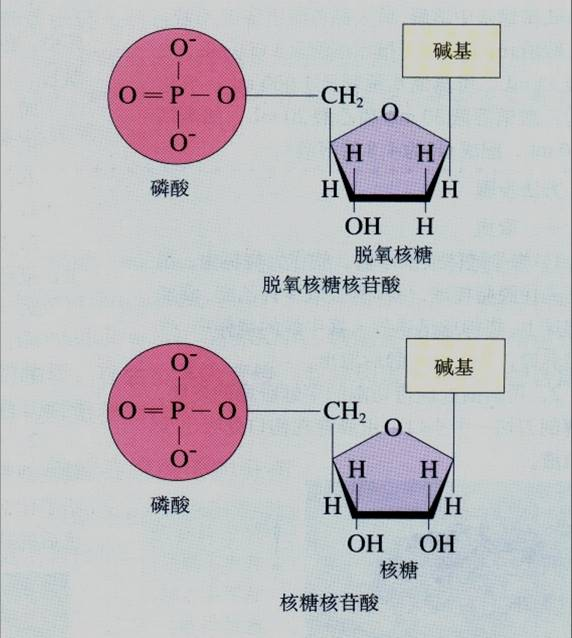 O⁻
碱基
O = P — O
CH₂
O
O⁻
H H
磷酸
H H
OH H
脱氧核糖
脱氧核糖核苷酸
O⁻
碱基
O = P — O
CH₂
O
O⁻
H H
磷酸
H H
OH OH
核糖
核糖核苷酸